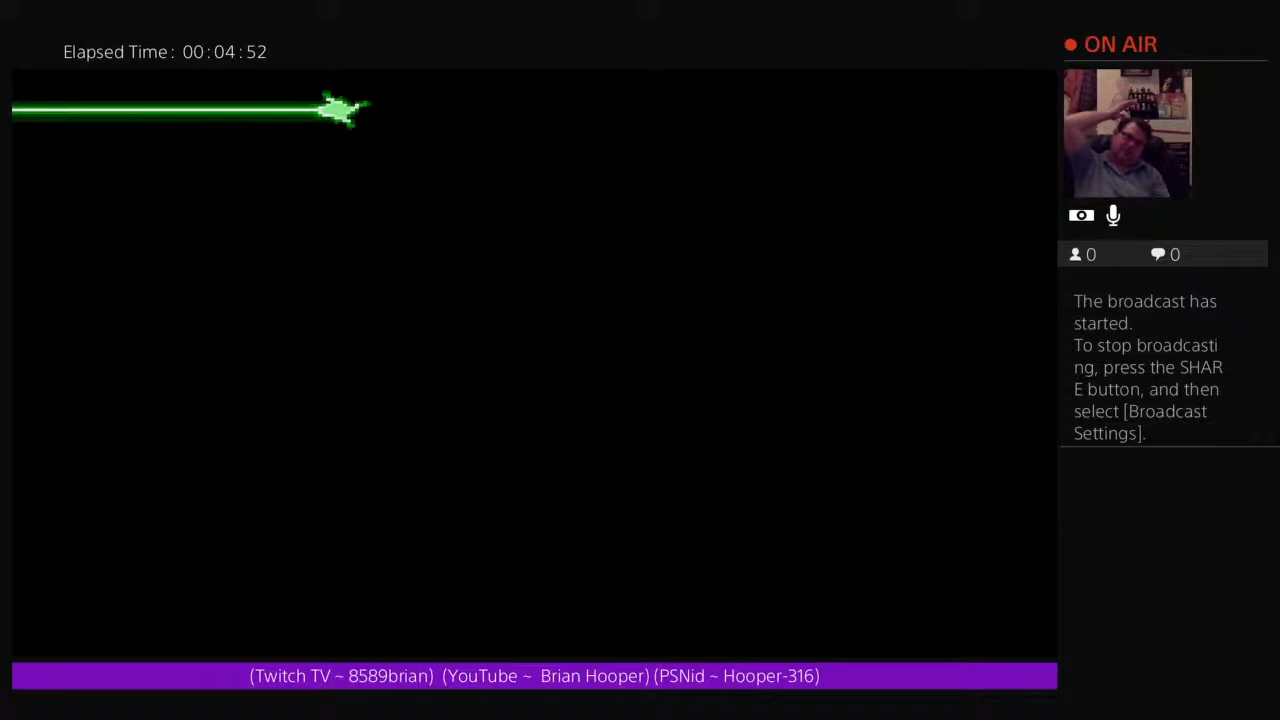 Elapsed Time: 00:04:52
ON AIR
0 0
The broadcast has
started.
To stop broadcasti
ng, press the SHAR
E button, and then
select [Broadcast
Settings].
(Twitch TV ~ 8589brian) (YouTube ~ Brian Hooper) (PSNid ~ Hooper-316)